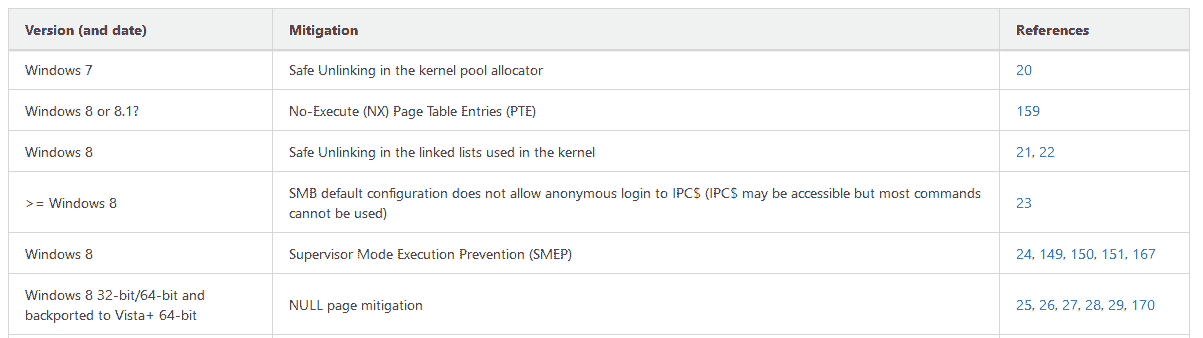 Version (and date) Mitigation References
Windows 7 Safe Unlinking in the kernel pool allocator 20
Windows 8 or 8.1? No-Execute (NX) Page Table Entries (PTE) 159
Windows 8 Safe Unlinking in the linked lists used in the kernel 21, 22
>= Windows 8 SMB default configuration does not allow anonymous login to IPC$ (IPC$ may be accessible but most commands
cannot be used) 23
Windows 8 Supervisor Mode Execution Prevention (SMEP) 24, 149, 150, 151, 167
Windows 8 32-bit/64-bit and
backported to Vista+ 64-bit NULL page mitigation 25, 26, 27, 28, 29, 170